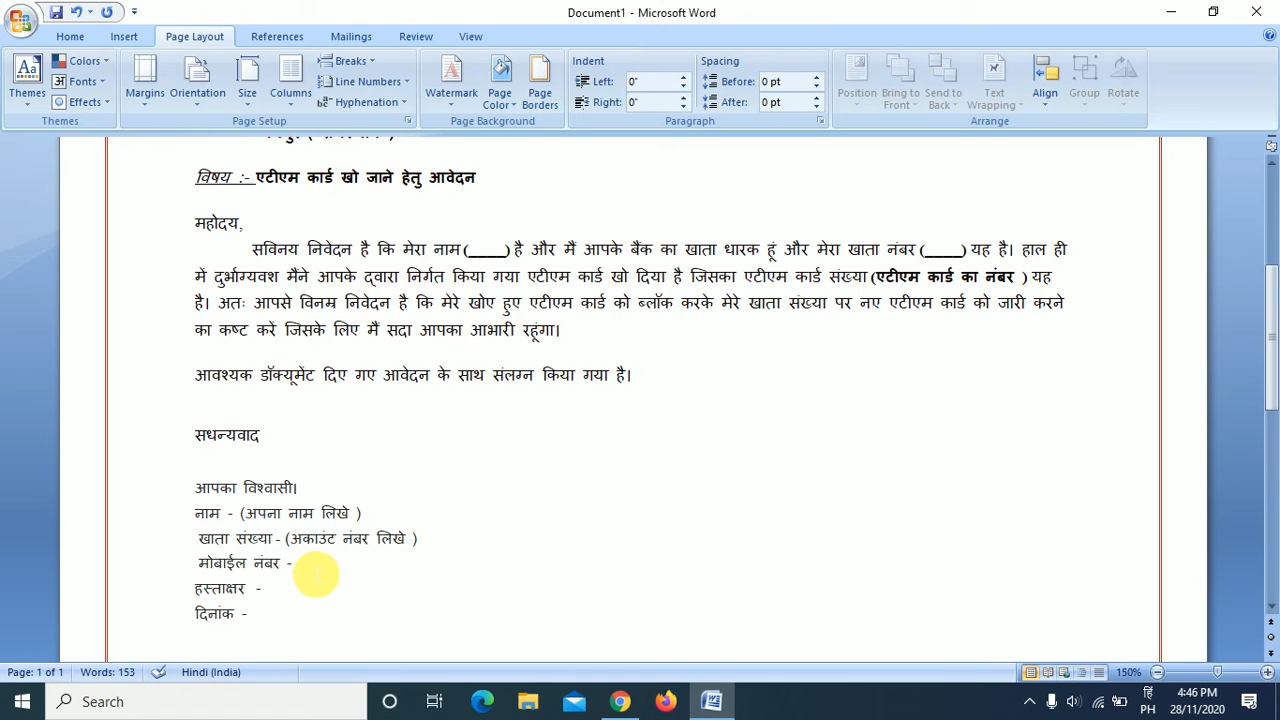 Document1 - Microsoft Word
Home Insert Page Layout References Mailings Review View
Themes
Colors
Fonts
Effects
Themes
Margins
Orientation
Size
Columns
Breaks
Line Numbers
Hyphenation
Page Setup
Watermark
Page Color
Page Borders
Page Background
Indent
Left: 0"
Right: 0"
Spacing
Before: 0 pt
After: 0 pt
Paragraph
Position
Bring to Front
Send to Back
Text Wrapping
Align
Group
Rotate
Arrange
विषय :- एटीएम कार्ड खो जाने हेतु आवेदन
महोदय,
सविनय निवेदन है कि मेरा नाम (____) है और मैं आपके बैंक का खाता धारक हूं और मेरा खाता नंबर (____) यह है। हाल ही
में दुर्भाग्यवश मैंने आपके द्वारा निर्गत किया गया एटीएम कार्ड खो दिया है जिसका एटीएम कार्ड संख्या (एटीएम कार्ड का नंबर ) यह
है। अतः आपसे विनम्र निवेदन है कि मेरे खोए हुए एटीएम कार्ड को ब्लॉक करके मेरे खाता संख्या पर नए एटीएम कार्ड को जारी करने
का कष्ट करें जिसके लिए मैं सदा आपका आभारी रहूंगा।
आवश्यक डॉक्यूमेंट दिए गए आवेदन के साथ संलग्न किया गया है।
सधन्यवाद
आपका विश्वासी।
नाम - (अपना नाम लिखे )
खाता संख्या - (अकाउंट नंबर लिखे )
मोबाईल नंबर -
हस्ताक्षर -
दिनांक -
Page: 1 of 1 Words: 153 Hindi (India) 150%
Search
हि
PH
4:46 PM
28/11/2020